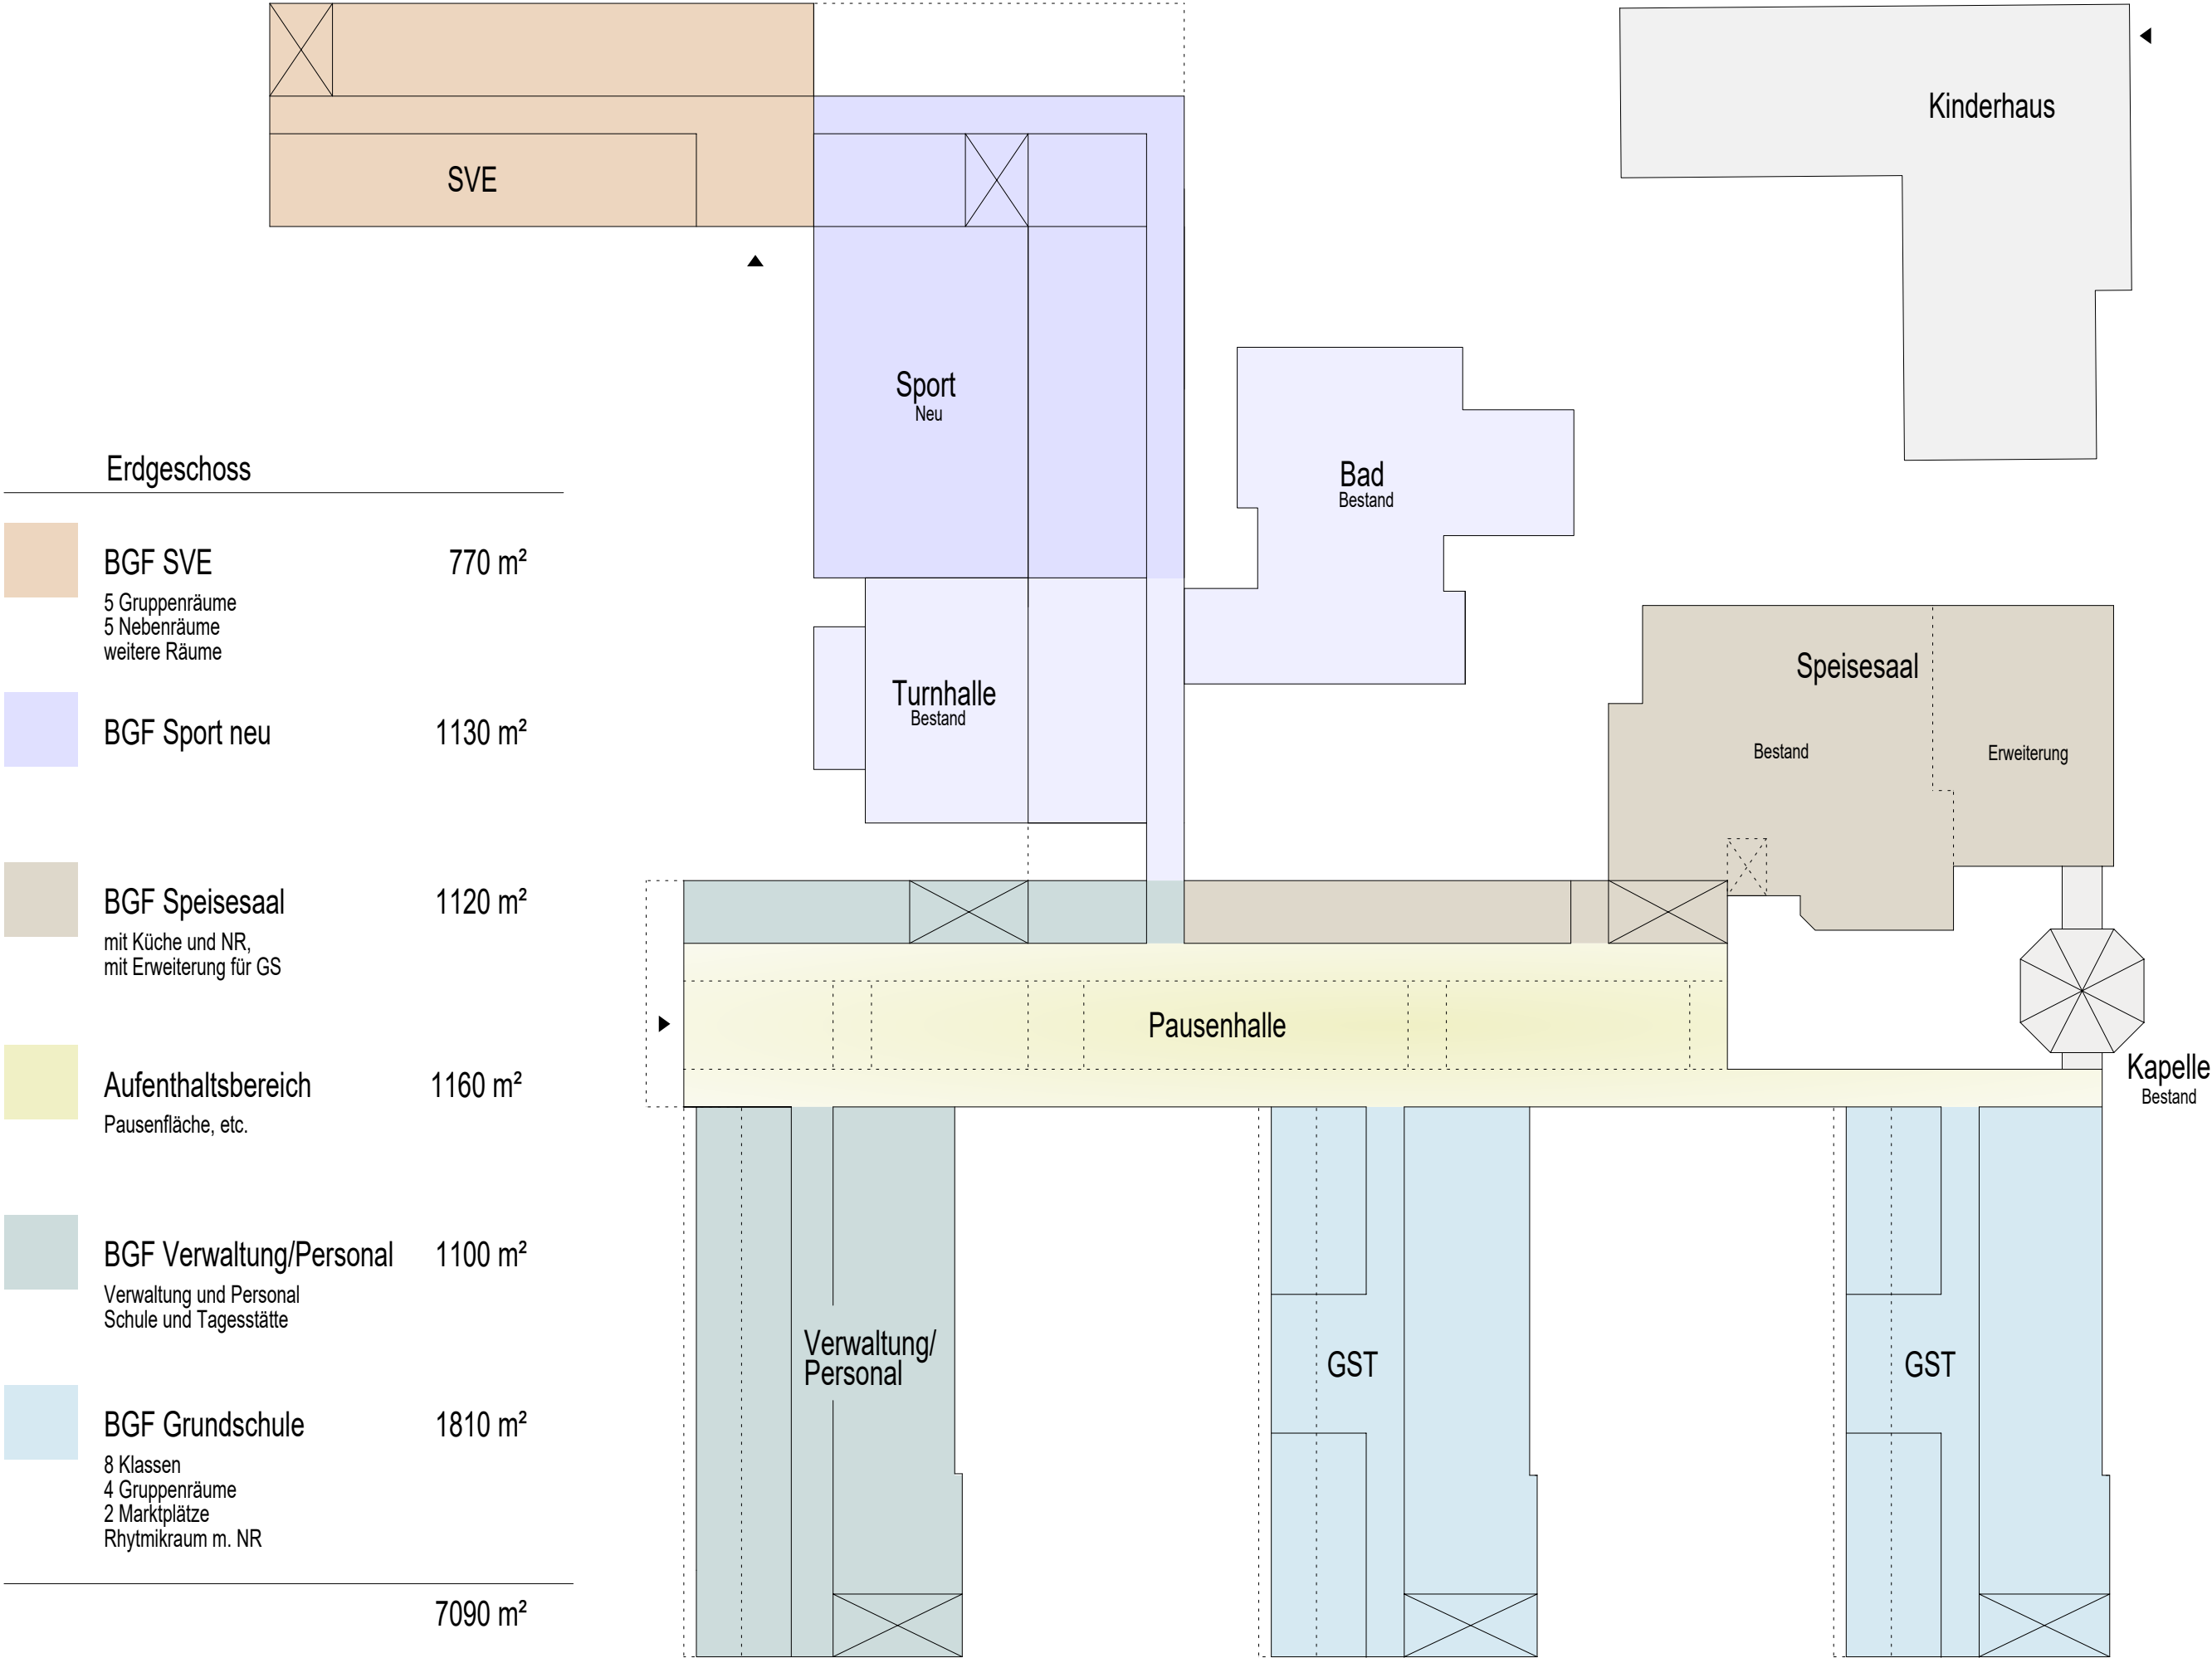 Kinderhaus
SVE
Sport
Neu
Bad
Bestand
Turnhalle
Bestand
Speisesaal
Bestand
Erweiterung
Pausenhalle
Kapelle
Bestand
Verwaltung/
Personal
GST
GST
Erdgeschoss
BGF SVE 770 m²
5 Gruppenräume
5 Nebenräume
weitere Räume
BGF Sport neu 1130 m²
BGF Speisesaal 1120 m²
mit Küche und NR,
mit Erweiterung für GS
Aufenthaltsbereich 1160 m²
Pausenfläche, etc.
BGF Verwaltung/Personal 1100 m²
Verwaltung und Personal
Schule und Tagesstätte
BGF Grundschule 1810 m²
8 Klassen
4 Gruppenräume
2 Marktplätze
Rhytmikraum m. NR
7090 m²